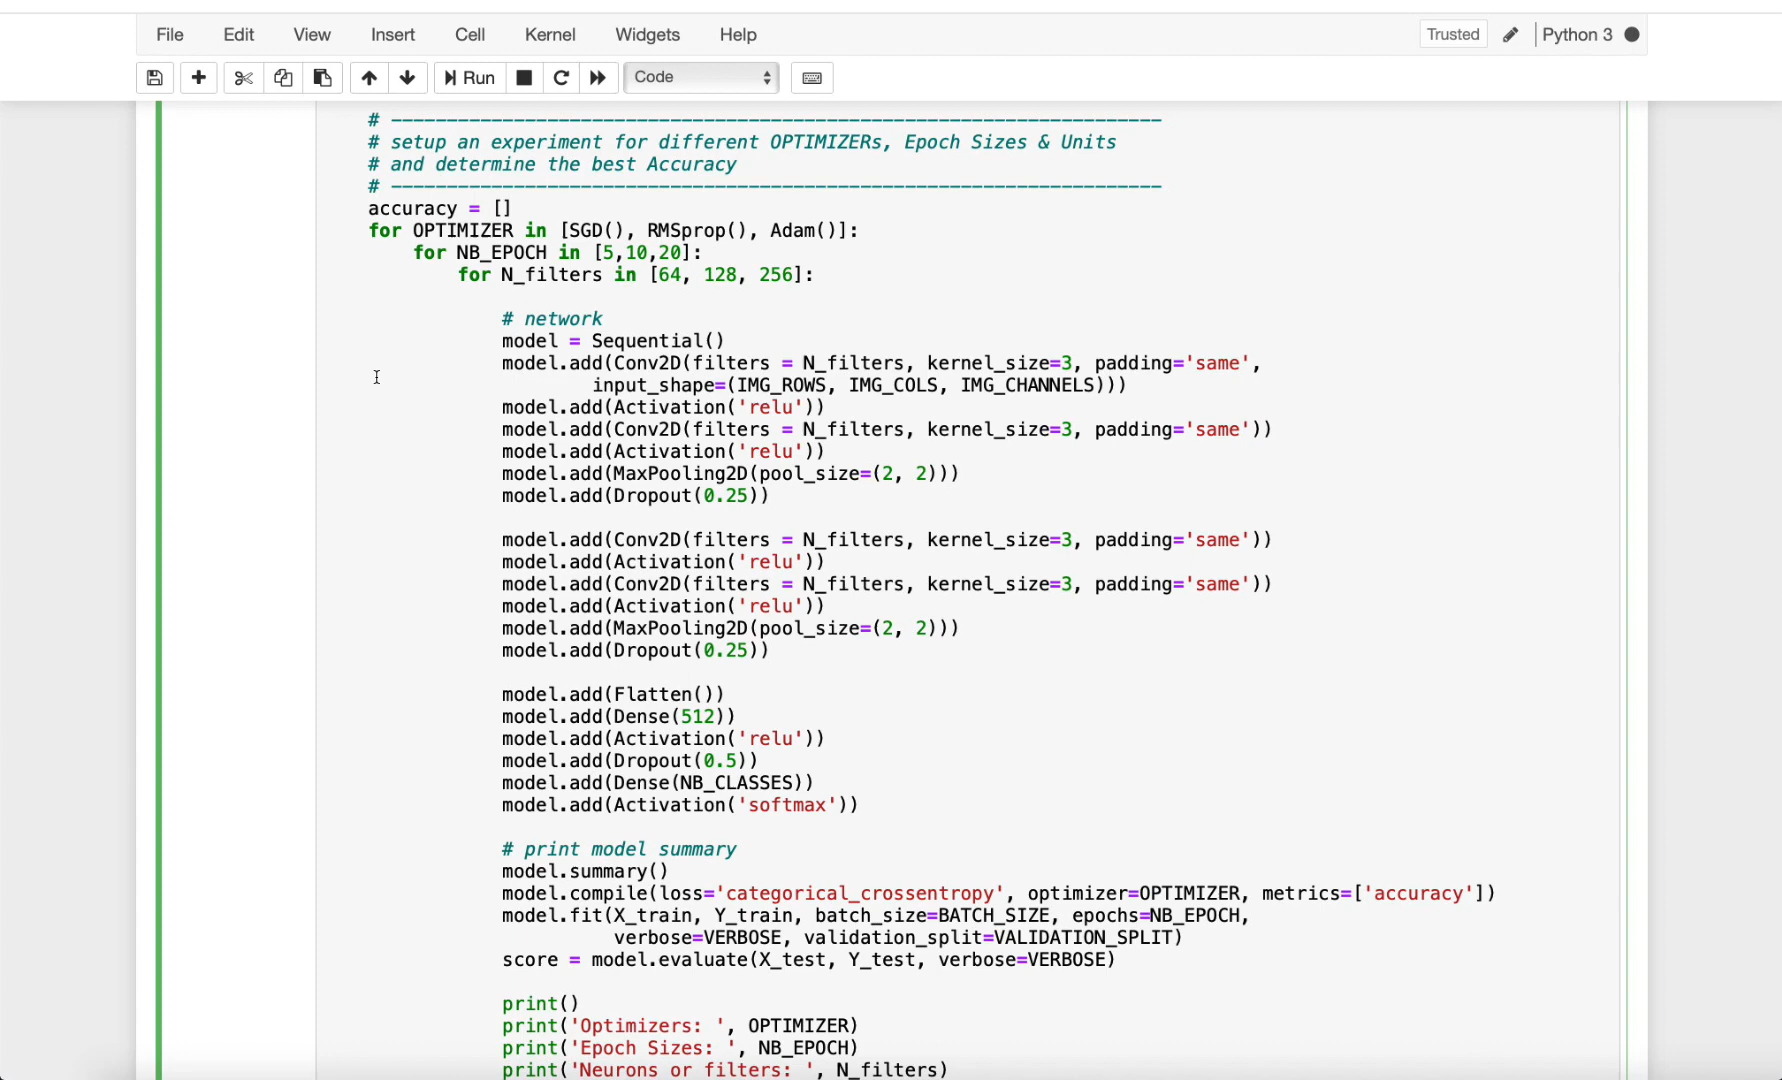 File Edit View Insert Cell Kernel Widgets Help Trusted Python 3
Run Code
# ---------------------------------------------------------------------
# setup an experiment for different OPTIMIZERs, Epoch Sizes & Units
# and determine the best Accuracy
# ---------------------------------------------------------------------
accuracy = []
for OPTIMIZER in [SGD(), RMSprop(), Adam()]:
    for NB_EPOCH in [5,10,20]:
        for N_filters in [64, 128, 256]:

            # network
            model = Sequential()
            model.add(Conv2D(filters = N_filters, kernel_size=3, padding='same',
                    input_shape=(IMG_ROWS, IMG_COLS, IMG_CHANNELS)))
            model.add(Activation('relu'))
            model.add(Conv2D(filters = N_filters, kernel_size=3, padding='same'))
            model.add(Activation('relu'))
            model.add(MaxPooling2D(pool_size=(2, 2)))
            model.add(Dropout(0.25))

            model.add(Conv2D(filters = N_filters, kernel_size=3, padding='same'))
            model.add(Activation('relu'))
            model.add(Conv2D(filters = N_filters, kernel_size=3, padding='same'))
            model.add(Activation('relu'))
            model.add(MaxPooling2D(pool_size=(2, 2)))
            model.add(Dropout(0.25))

            model.add(Flatten())
            model.add(Dense(512))
            model.add(Activation('relu'))
            model.add(Dropout(0.5))
            model.add(Dense(NB_CLASSES))
            model.add(Activation('softmax'))

            # print model summary
            model.summary()
            model.compile(loss='categorical_crossentropy', optimizer=OPTIMIZER, metrics=['accuracy'])
            model.fit(X_train, Y_train, batch_size=BATCH_SIZE, epochs=NB_EPOCH,
                      verbose=VERBOSE, validation_split=VALIDATION_SPLIT)
            score = model.evaluate(X_test, Y_test, verbose=VERBOSE)

            print()
            print('Optimizers: ', OPTIMIZER)
            print('Epoch Sizes: ', NB_EPOCH)
            print('Neurons or filters: ', N_filters)